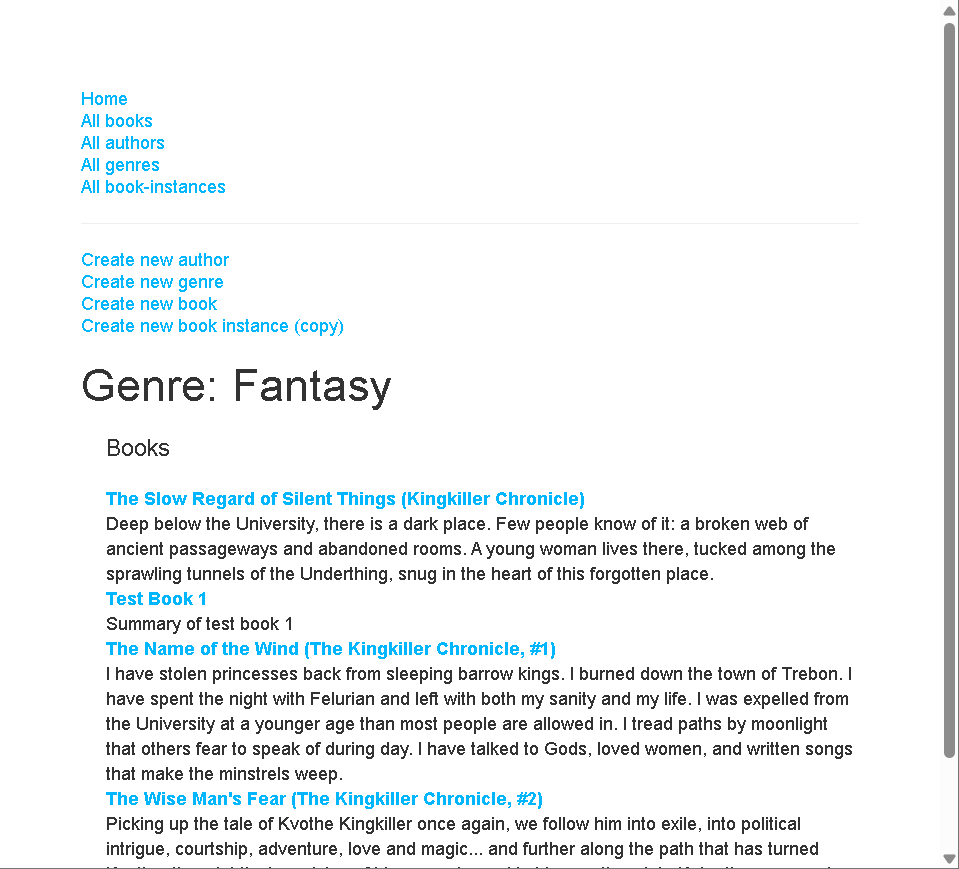 Home
All books
All authors
All genres
All book-instances
Create new author
Create new genre
Create new book
Create new book instance (copy)
Genre: Fantasy
Books
The Slow Regard of Silent Things (Kingkiller Chronicle)
Deep below the University, there is a dark place. Few people know of it: a broken web of
ancient passageways and abandoned rooms. A young woman lives there, tucked among the
sprawling tunnels of the Underthing, snug in the heart of this forgotten place.
Test Book 1
Summary of test book 1
The Name of the Wind (The Kingkiller Chronicle, #1)
I have stolen princesses back from sleeping barrow kings. I burned down the town of Trebon. I
have spent the night with Felurian and left with both my sanity and my life. I was expelled from
the University at a younger age than most people are allowed in. I tread paths by moonlight
that others fear to speak of during day. I have talked to Gods, loved women, and written songs
that make the minstrels weep.
The Wise Man's Fear (The Kingkiller Chronicle, #2)
Picking up the tale of Kvothe Kingkiller once again, we follow him into exile, into political
intrigue, courtship, adventure, love and magic... and further along the path that has turned